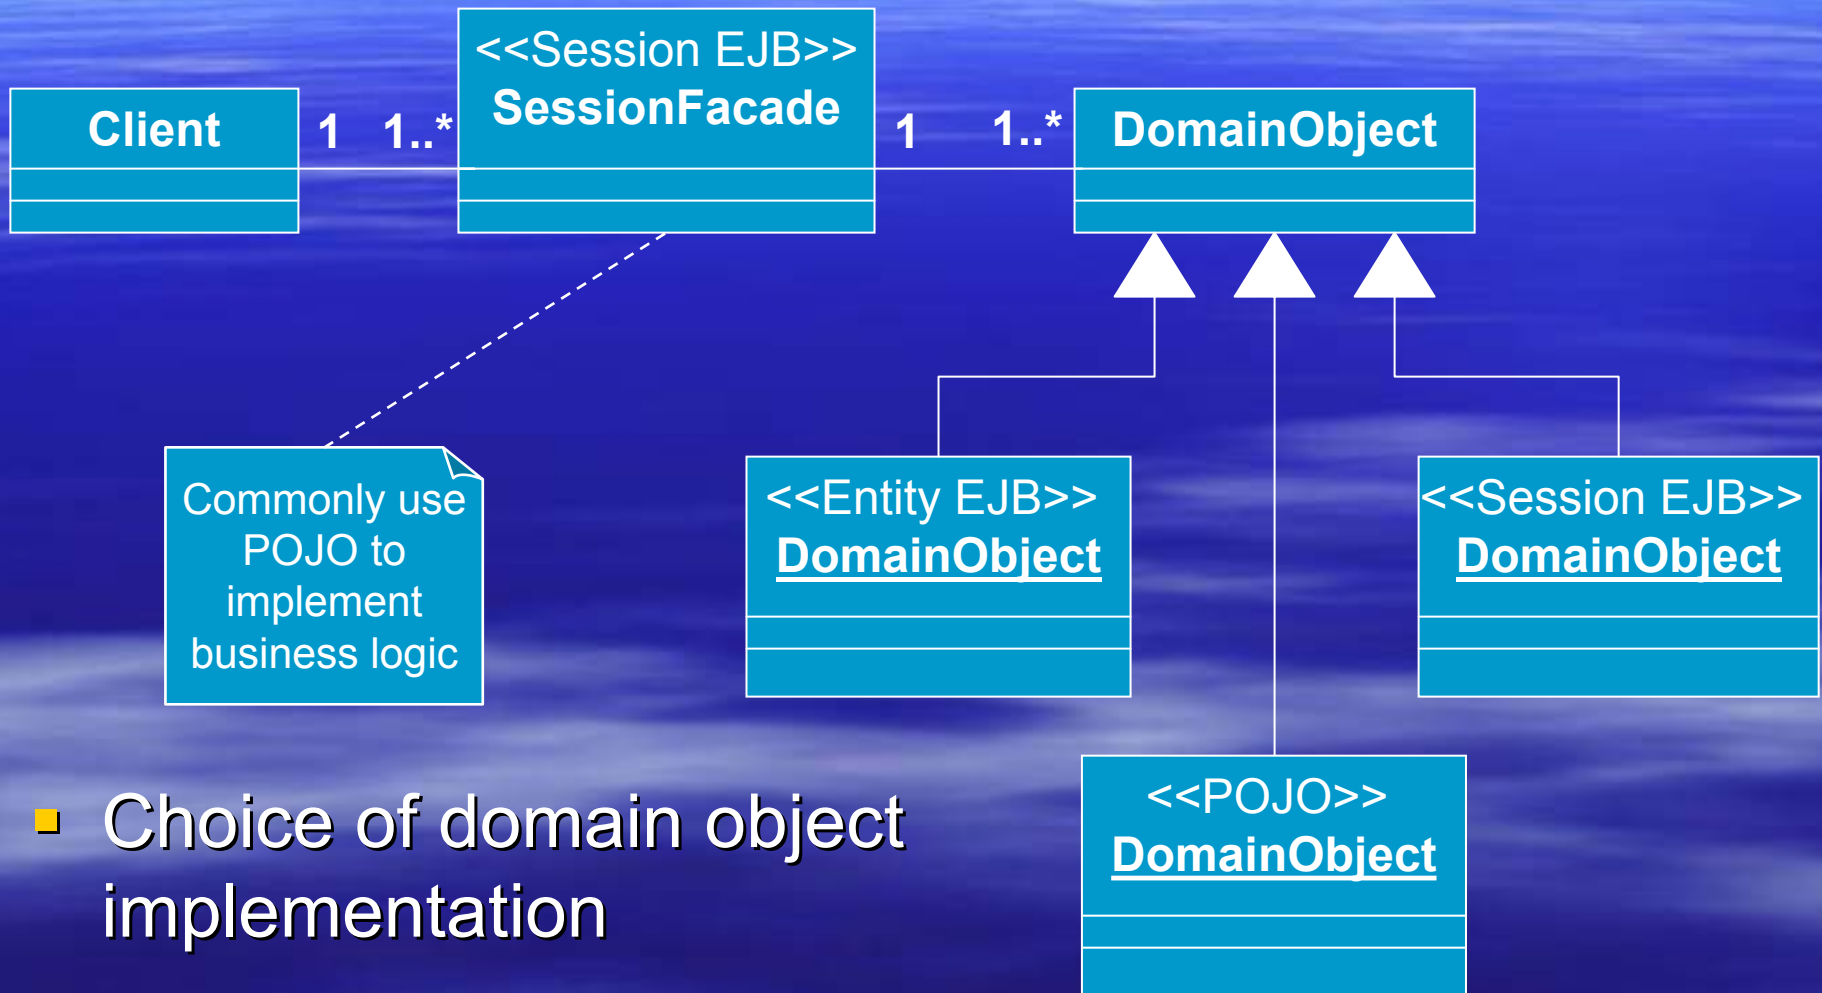 <<Session EJB>>
SessionFacade
Client
1
1..*
1
1..*
DomainObject
Commonly use
POJO to
implement
business logic
<<Entity EJB>>
DomainObject
<<Session EJB>>
DomainObject
<<POJO>>
DomainObject
Choice of domain object
implementation